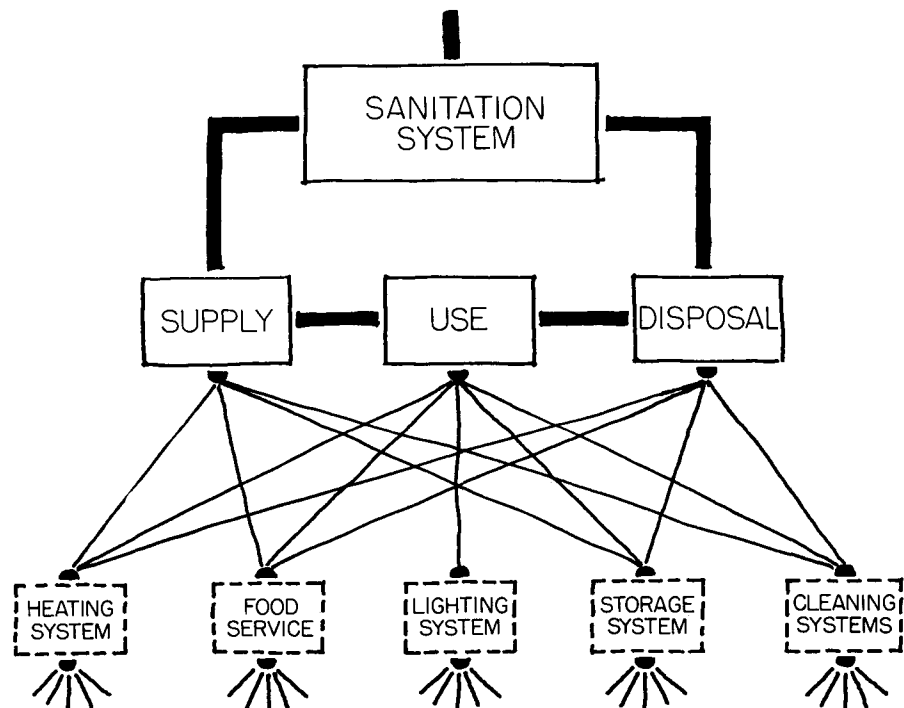 SANITATION
SYSTEM
SUPPLY
USE
DISPOSAL
HEATING
SYSTEM
FOOD
SERVICE
LIGHTING
SYSTEM
STORAGE
SYSTEM
CLEANING
SYSTEMS